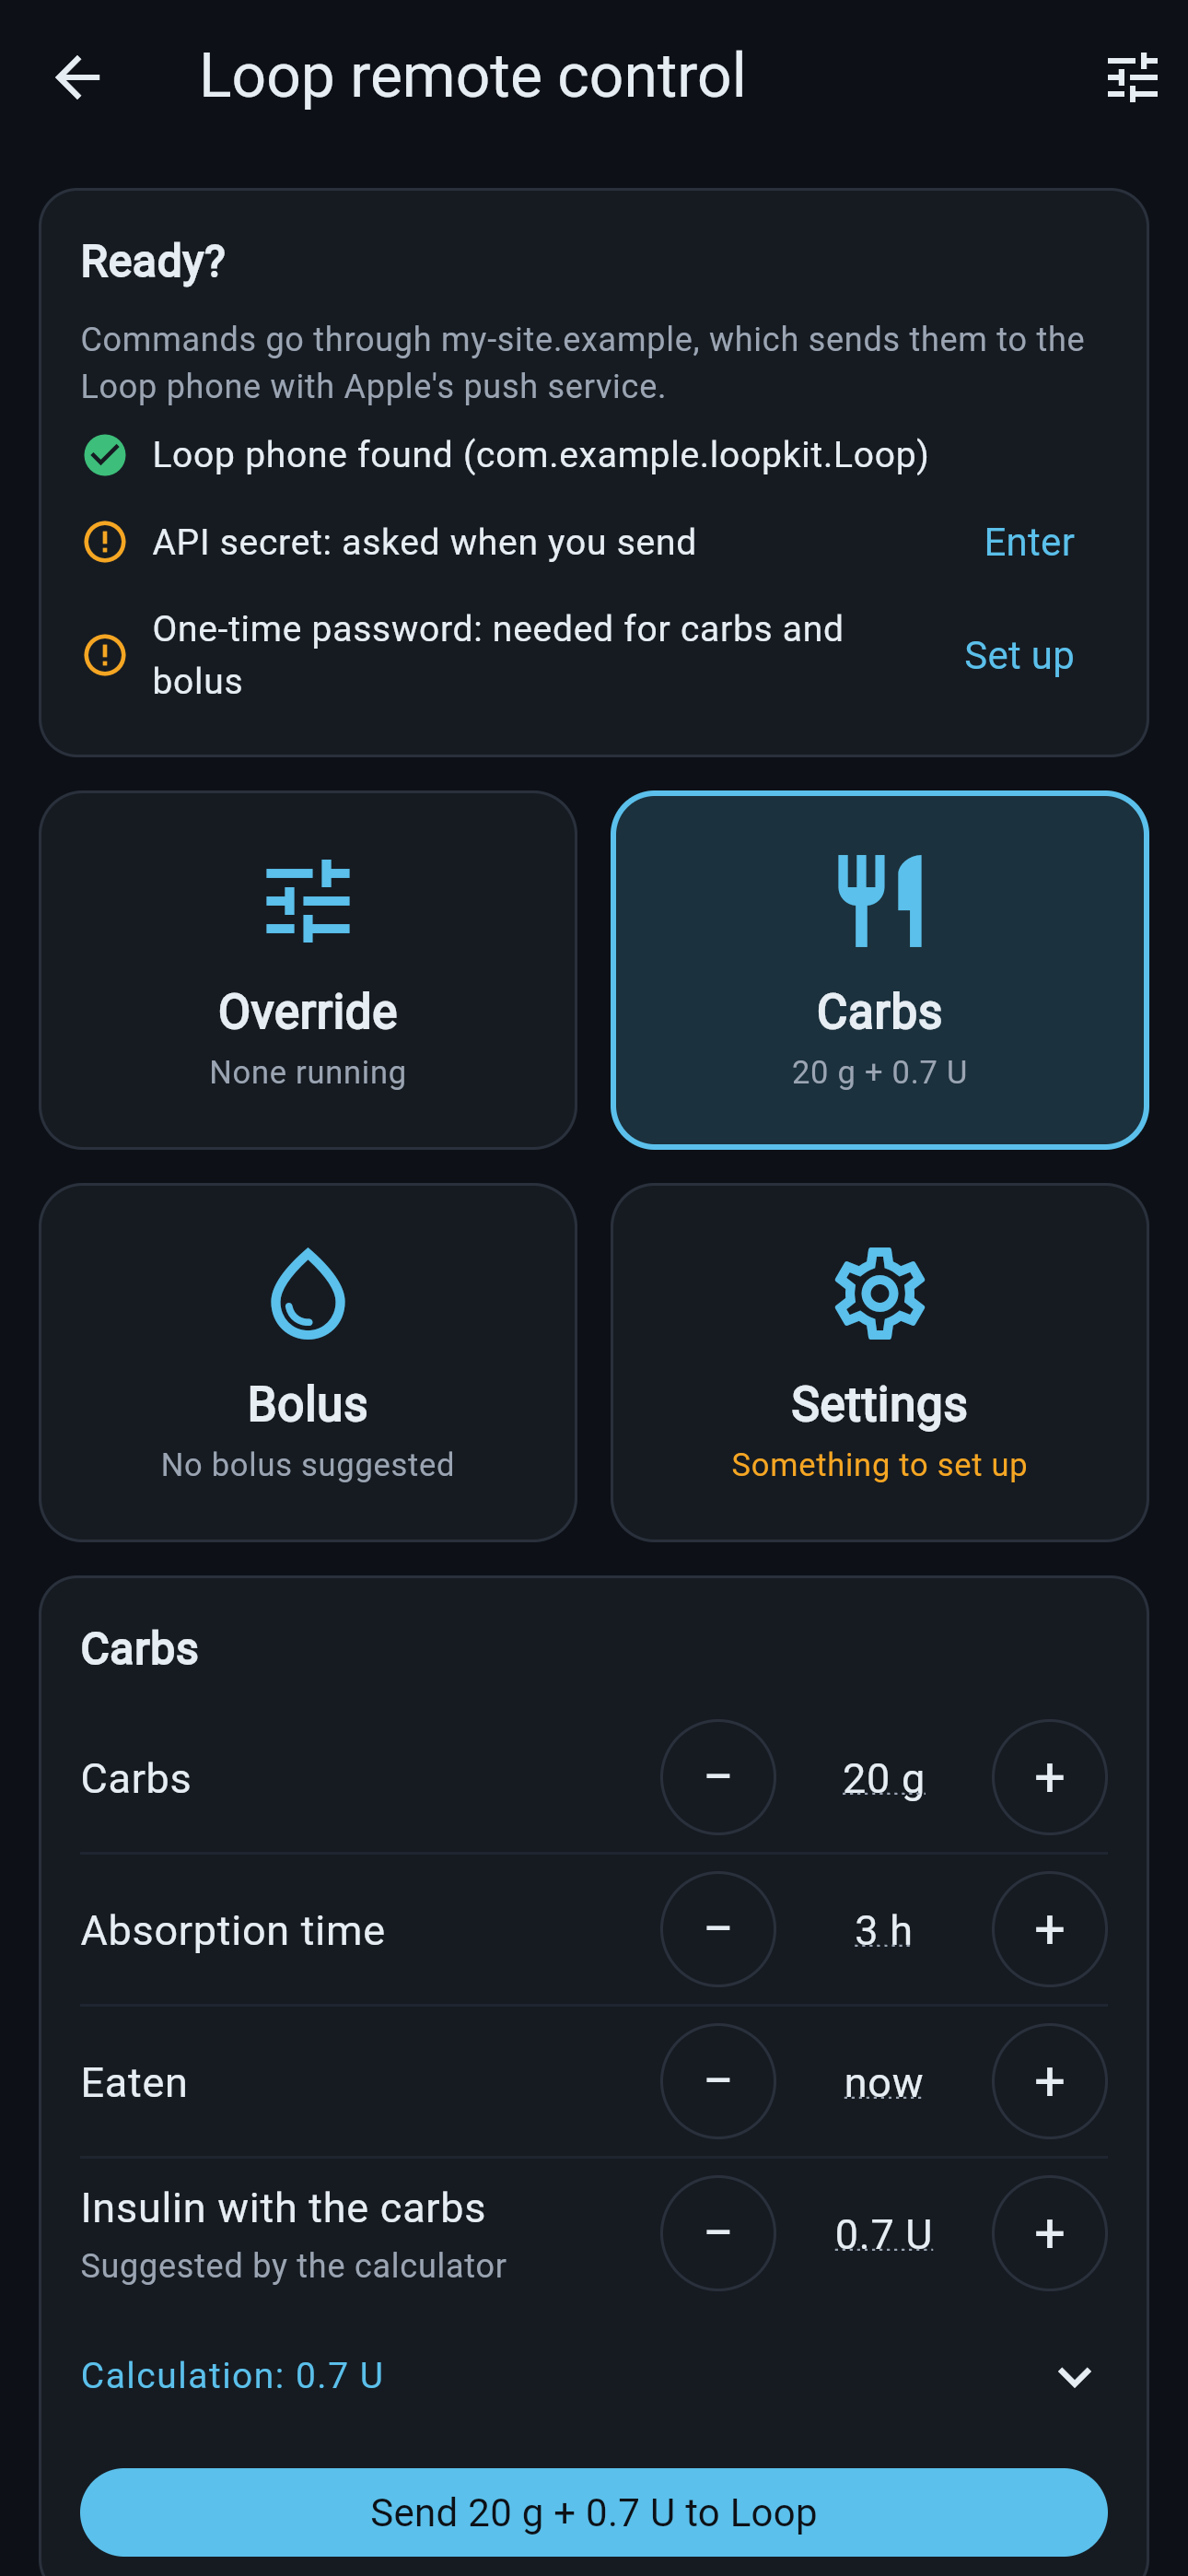 Loop remote control
Ready?
Commands go through my-site.example, which sends them to the
Loop phone with Apple's push service.
Loop phone found (com.example.loopkit.Loop)
API secret: asked when you send
Enter
One-time password: needed for carbs and
bolus
Set up
Override
None running
Carbs
20 g + 0.7 U
Bolus
No bolus suggested
Settings
Something to set up
Carbs
Carbs
− 20 g +
Absorption time
− 3 h +
Eaten
− now +
Insulin with the carbs
Suggested by the calculator
− 0.7 U +
Calculation: 0.7 U
Send 20 g + 0.7 U to Loop